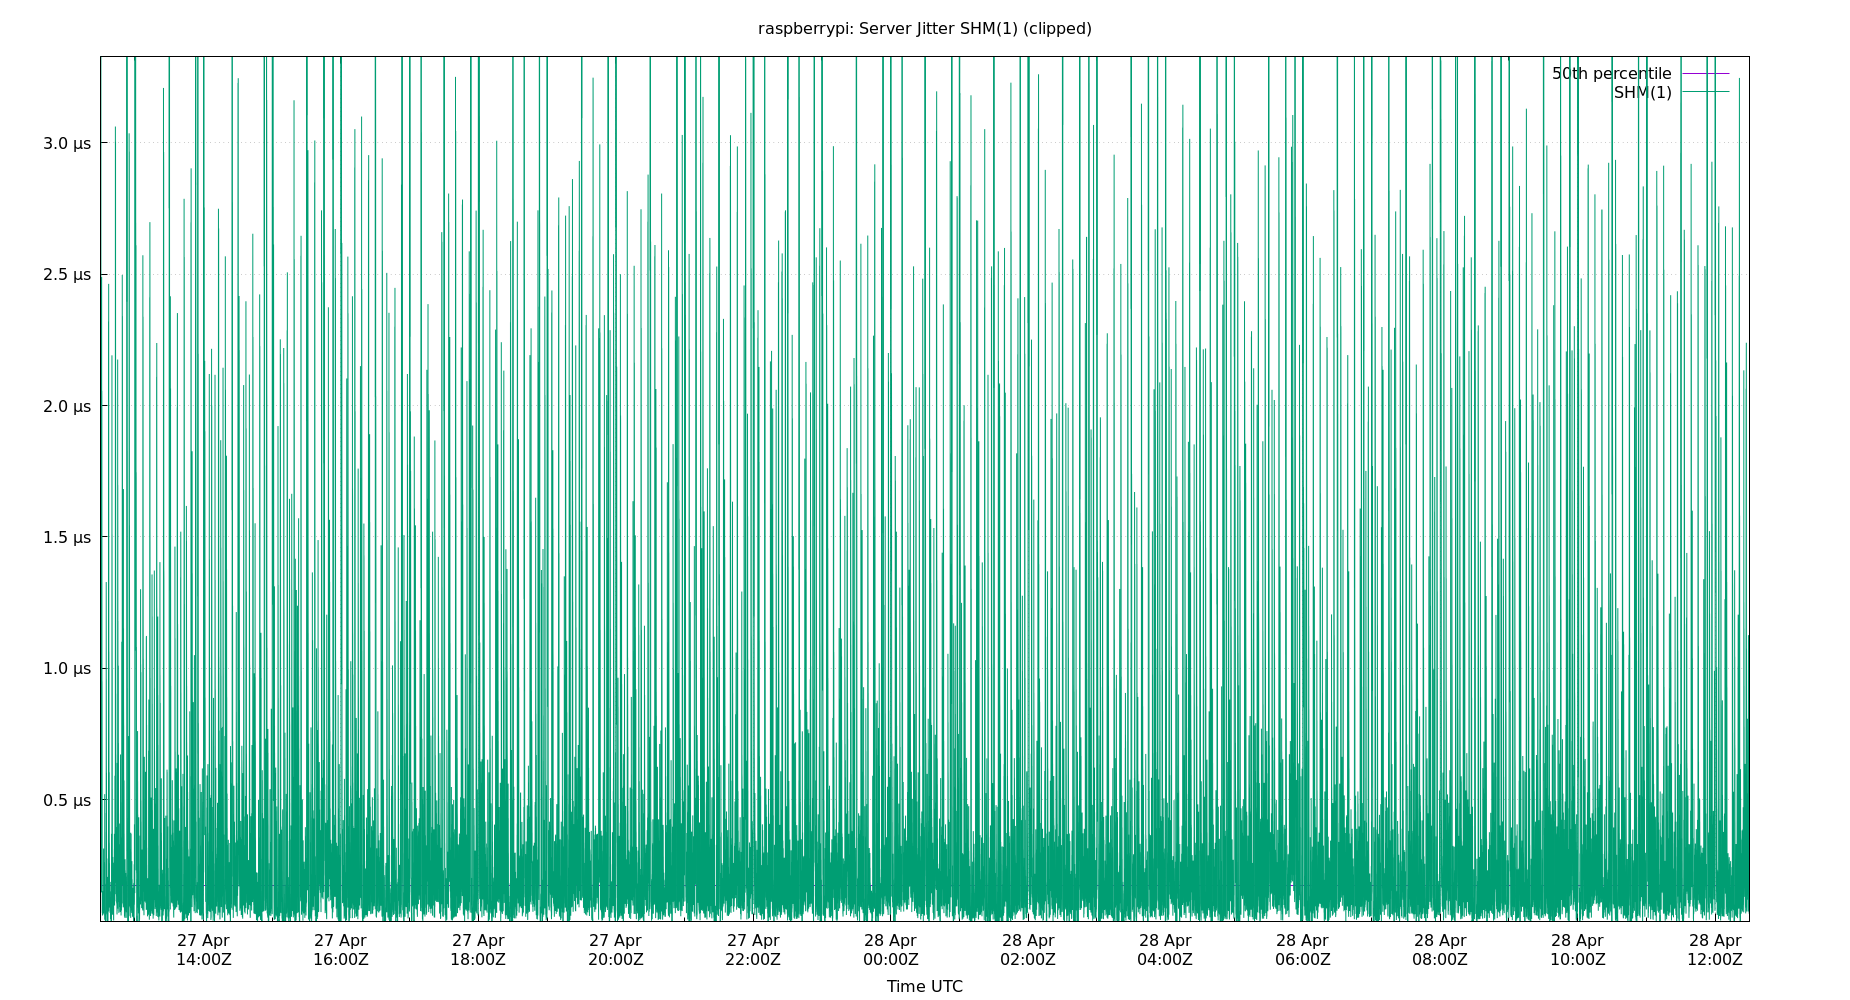 raspberrypi: Server Jitter SHM(1) (clipped)
50th percentile
SHM(1)
3.0 µs
2.5 µs
2.0 µs
1.5 µs
1.0 µs
0.5 µs
27 Apr 27 Apr 27 Apr 27 Apr 27 Apr 28 Apr 28 Apr 28 Apr 28 Apr 28 Apr 28 Apr 28 Apr
14:00Z 16:00Z 18:00Z 20:00Z 22:00Z 00:00Z 02:00Z 04:00Z 06:00Z 08:00Z 10:00Z 12:00Z
Time UTC